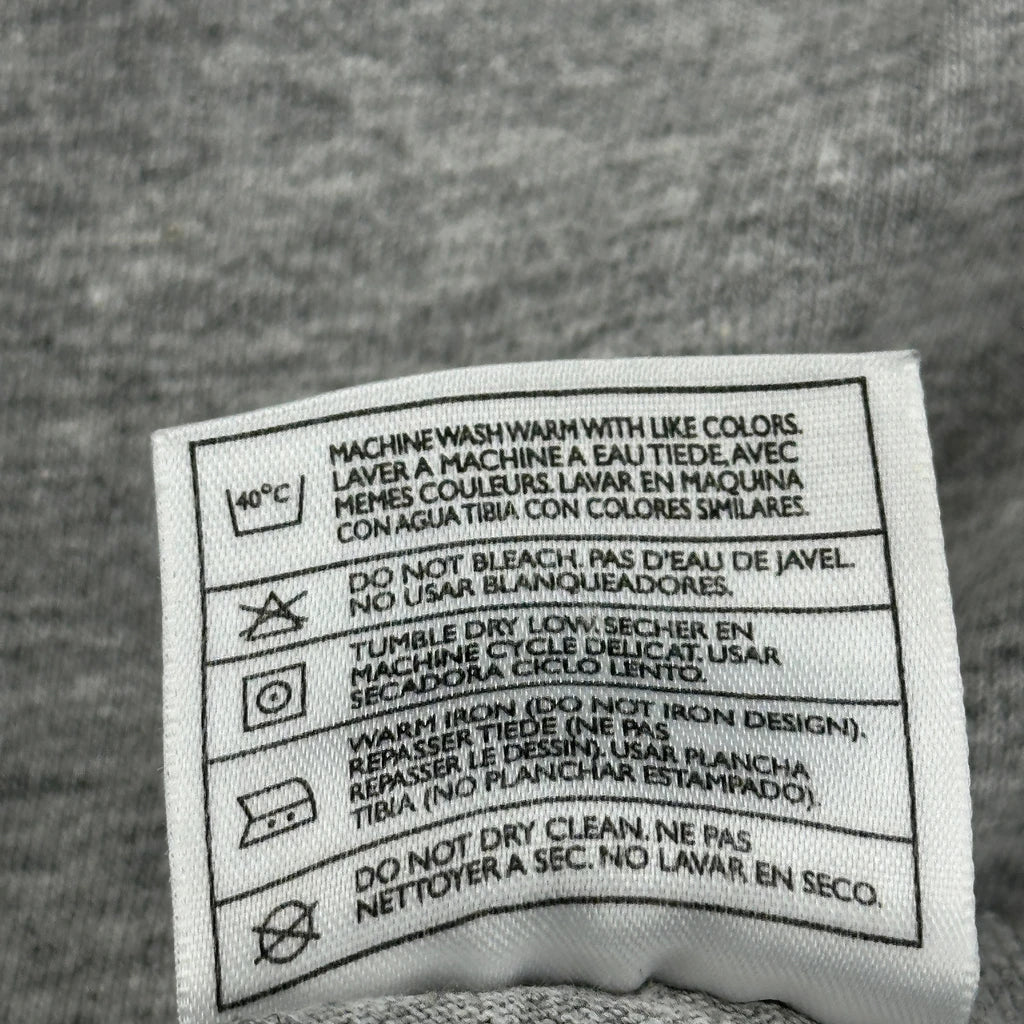 40°C
MACHINE WASH WARM WITH LIKE COLORS.
LAVER A MACHINE A EAU TIEDE, AVEC
MEMES COULEURS. LAVAR EN MAQUINA
CON AGUA TIBIA CON COLORES SIMILARES.
DO NOT BLEACH. PAS D'EAU DE JAVEL.
NO USAR BLANQUEADORES.
TUMBLE DRY LOW. SECHER EN
MACHINE CYCLE DELICAT. USAR
SECADORA CICLO LENTO.
WARM IRON (DO NOT IRON DESIGN).
REPASSER TIEDE (NE PAS
REPASSER LE DESSIN). USAR PLANCHA
TIBIA (NO PLANCHAR ESTAMPADO).
DO NOT DRY CLEAN. NE PAS
NETTOYER A SEC. NO LAVAR EN SECO.